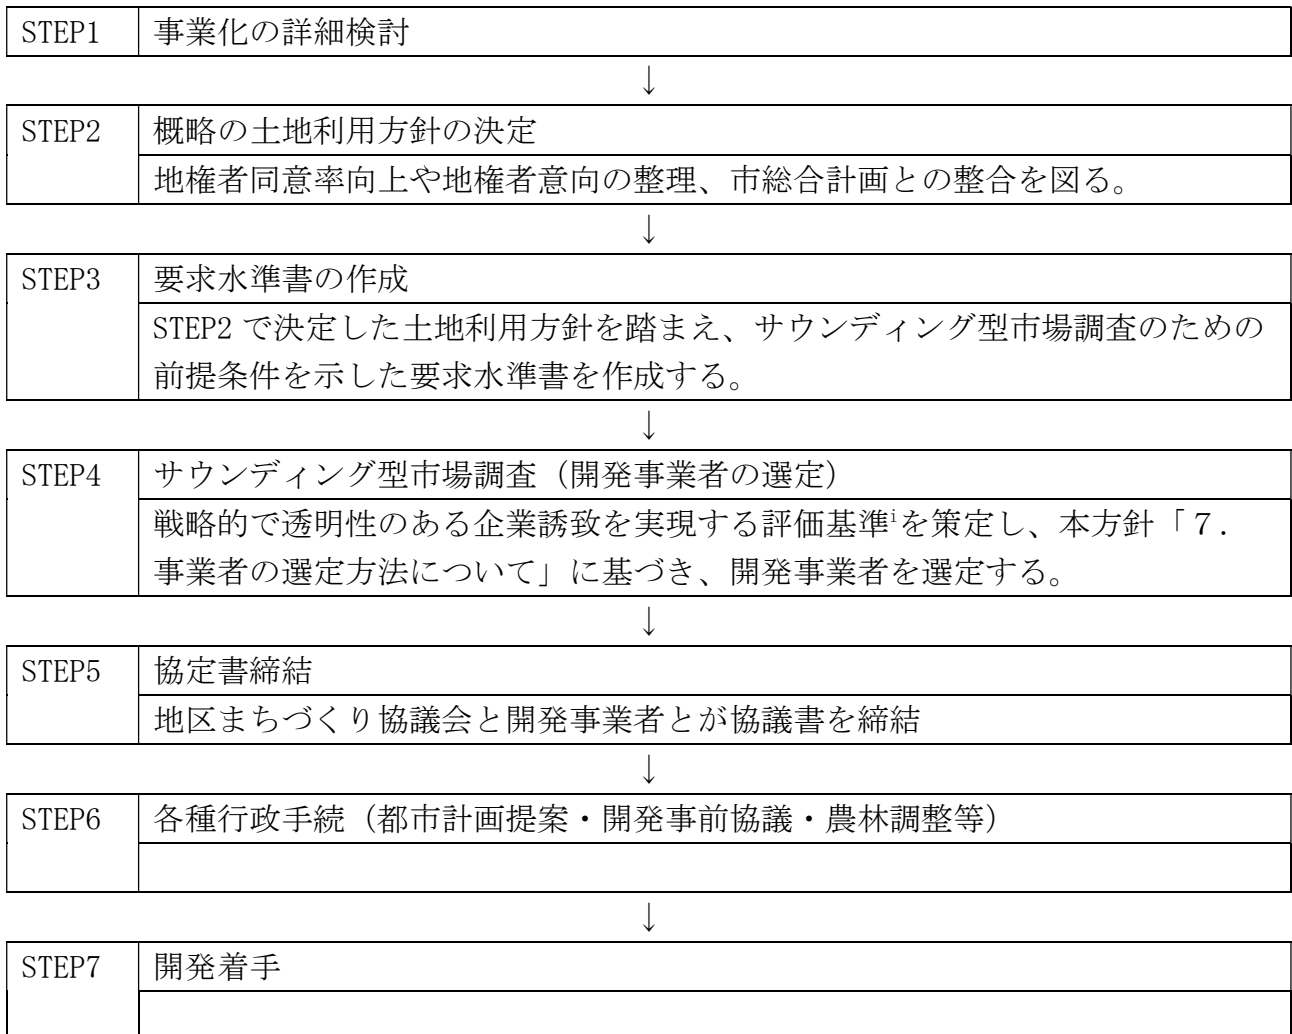 STEP1 事業化の詳細検討
↓
STEP2 概略の土地利用方針の決定
地権者同意率向上や地権者意向の整理、市総合計画との整合を図る。
↓
STEP3 要求水準書の作成
STEP2 で決定した土地利用方針を踏まえ、サウンディング型市場調査のための
前提条件を示した要求水準書を作成する。
↓
STEP4 サウンディング型市場調査（開発事業者の選定）
戦略的で透明性のある企業誘致を実現する評価基準ⁱを策定し、本方針「７．
事業者の選定方法について」に基づき、開発事業者を選定する。
↓
STEP5 協定書締結
地区まちづくり協議会と開発事業者とが協議書を締結
↓
STEP6 各種行政手続（都市計画提案・開発事前協議・農林調整等）
↓
STEP7 開発着手